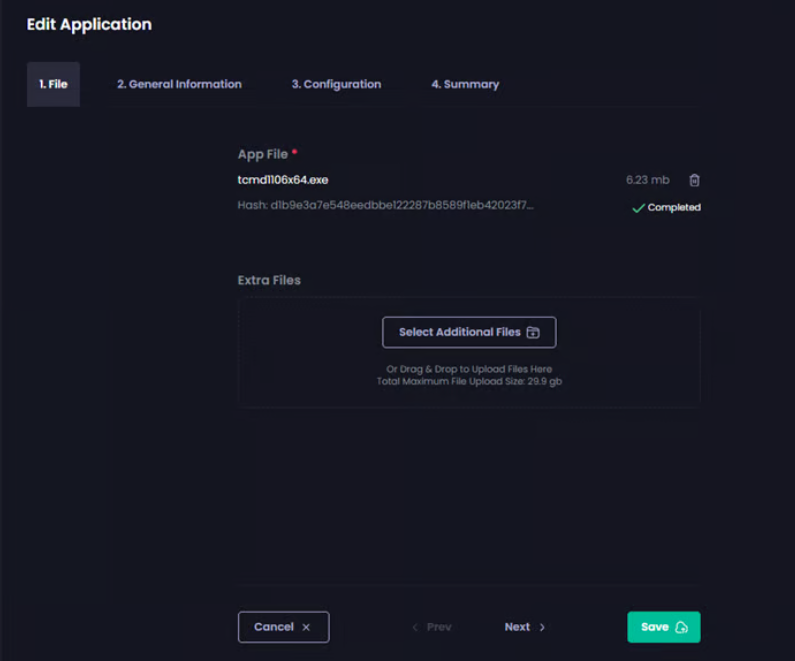 Edit Application
1. File
2. General Information
3. Configuration
4. Summary
App File *
tcmd1106x64.exe
6.23 mb
Hash: d1b9e3a7e548eedbbe122287b8589f1eb42023f7...
Completed
Extra Files
Select Additional Files
Or Drag & Drop to Upload Files Here
Total Maximum File Upload Size: 29.9 gb
Cancel ×
< Prev
Next >
Save